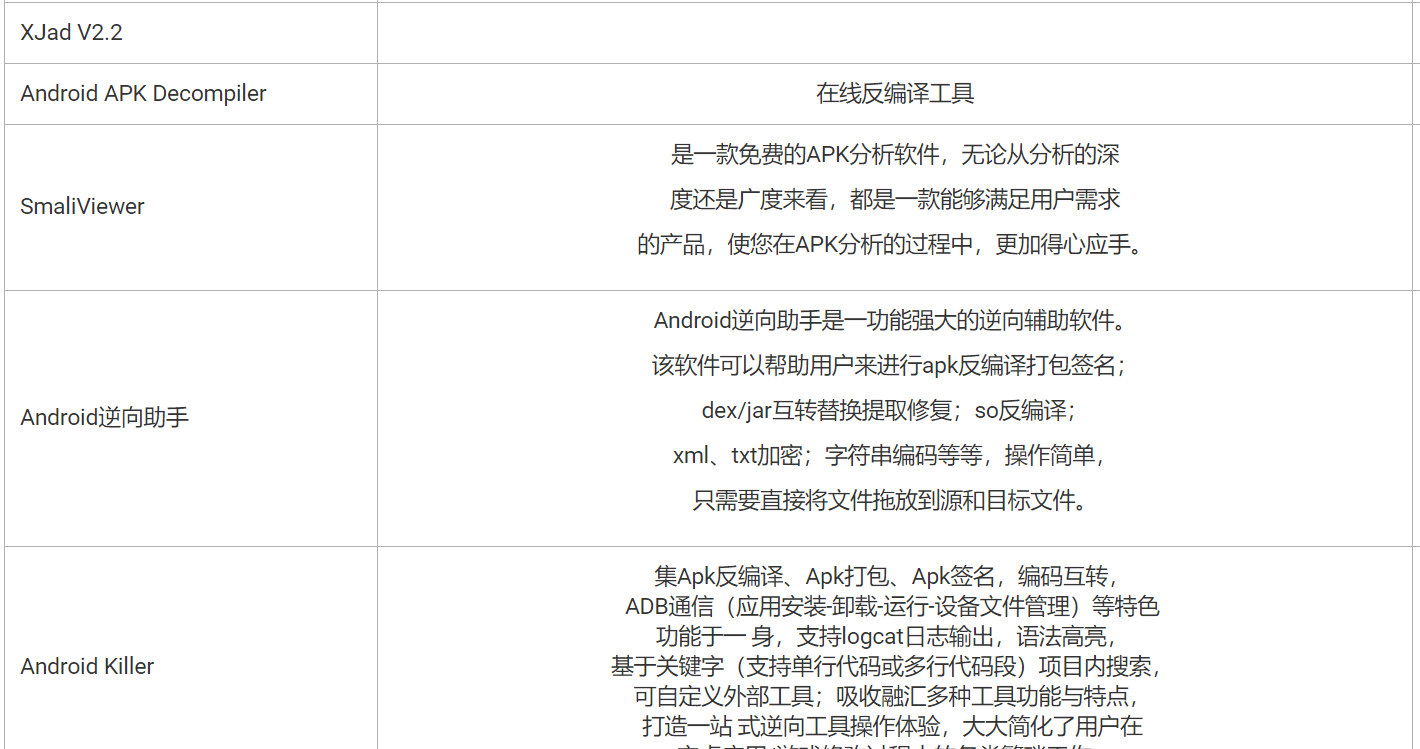 XJad V2.2
Android APK Decompiler
在线反编译工具
SmaliViewer
是一款免费的APK分析软件，无论从分析的深
度还是广度来看，都是一款能够满足用户需求
的产品，使您在APK分析的过程中，更加得心应手。
Android逆向助手
Android逆向助手是一功能强大的逆向辅助软件。
该软件可以帮助用户来进行apk反编译打包签名；
dex/jar互转替换提取修复；so反编译；
xml、txt加密；字符串编码等等，操作简单，
只需要直接将文件拖放到源和目标文件。
Android Killer
集Apk反编译、Apk打包、Apk签名，编码互转，
ADB通信（应用安装-卸载-运行-设备文件管理）等特色
功能于一 身，支持logcat日志输出，语法高亮，
基于关键字（支持单行代码或多行代码段）项目内搜索，
可自定义外部工具；吸收融汇多种工具功能与特点，
打造一站 式逆向工具操作体验，大大简化了用户在